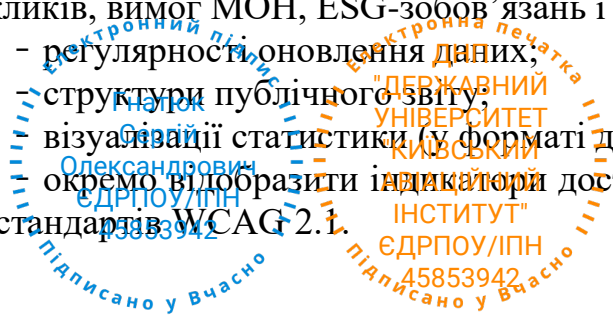 кликів, вимог МОН, ESG-зобов’язань і
- регулярності оновлення даних;
- структури публічного звіту;
- візуалізації статистики (у форматі д
- окремо відобразити індикатори дос
стандартів WCAG 2.1.
Електронний підпис
Гнатюк
Сергій
Олександрович
ЄДРПОУ/ІПН
45853942
Підписано у Вчасно
Електронна печатка
ДНП
"ДЕРЖАВНИЙ
УНІВЕРСИТЕТ
"КИЇВСЬКИЙ
АВІАЦІЙНИЙ
ІНСТИТУТ"
ЄДРПОУ/ІПН
45853942
Підписано у Вчасно